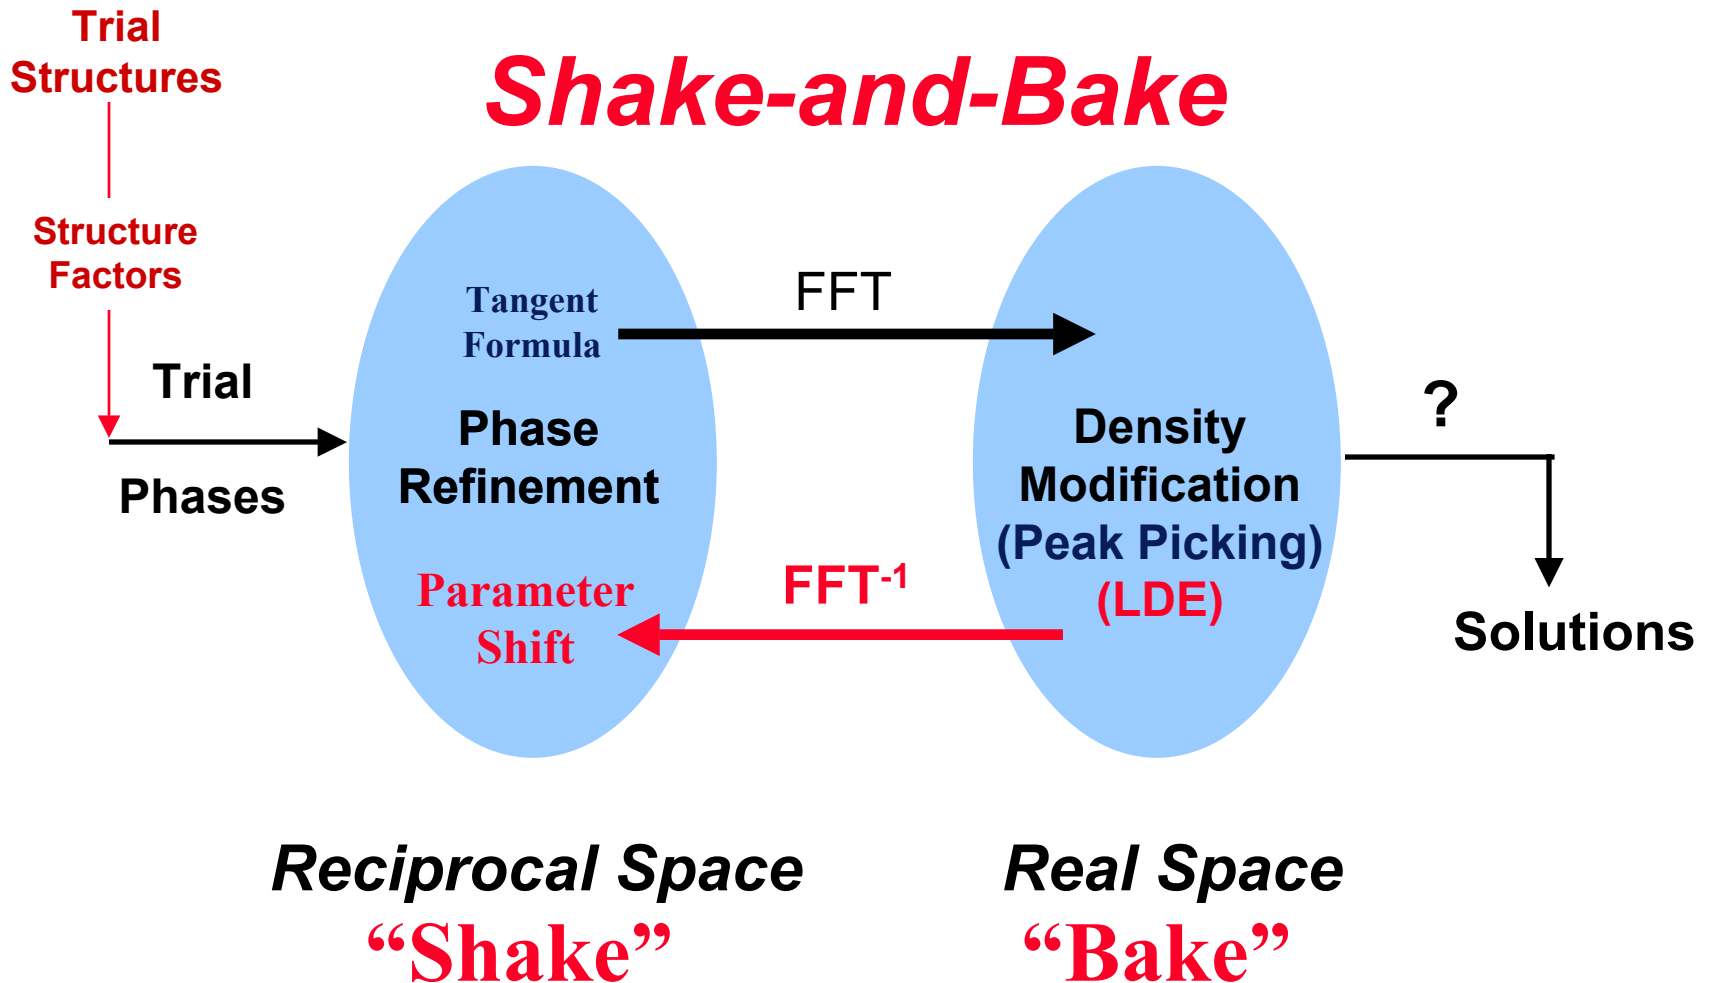 Trial
Structures
Shake-and-Bake
Structure
Factors
Trial
Phases
Tangent
Formula
Phase
Refinement
Parameter
Shift
FFT
FFT⁻¹
Density
Modification
(Peak Picking)
(LDE)
?
Solutions
Reciprocal Space
“Shake”
Real Space
“Bake”